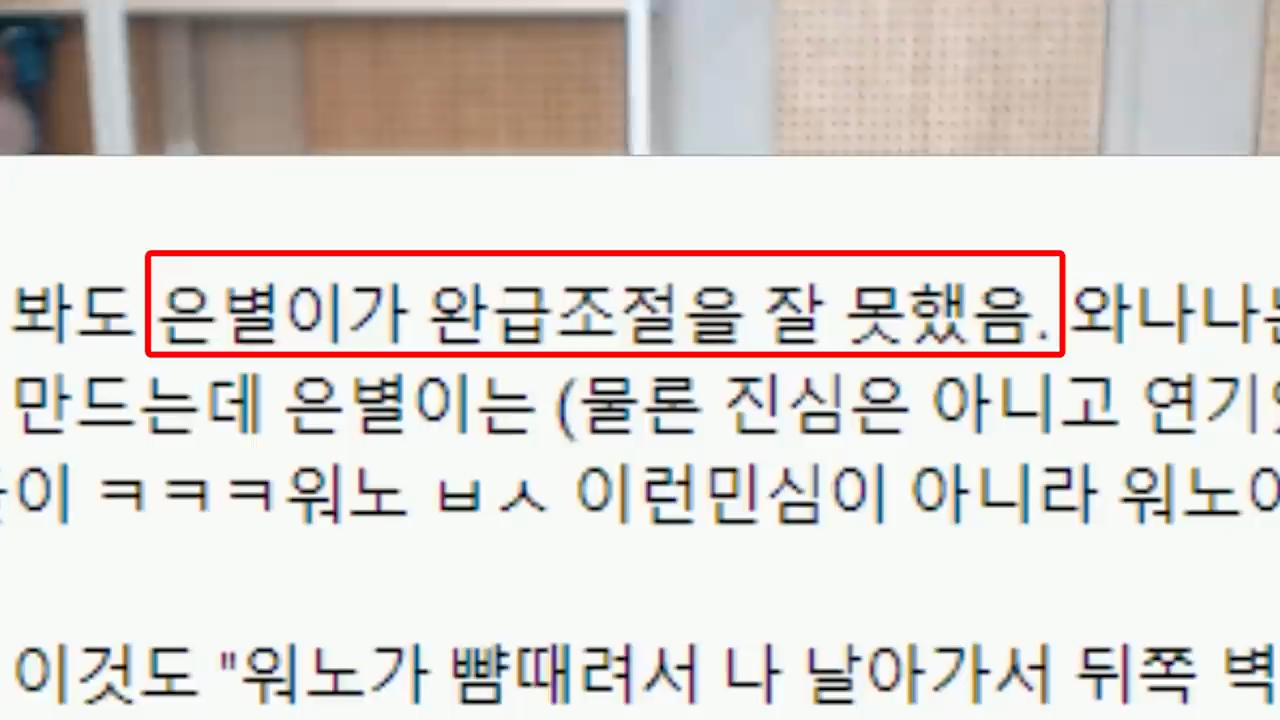 봐도 은별이가 완급조절을 잘 못했음. 와나나는
만드는데 은별이는 (물론 진심은 아니고 연기
이 ㅋㅋㅋ워노 ㅂㅅ 이런민심이 아니라 워노
이것도 "워노가 뺨때려서 나 날아가서 뒤쪽 벽